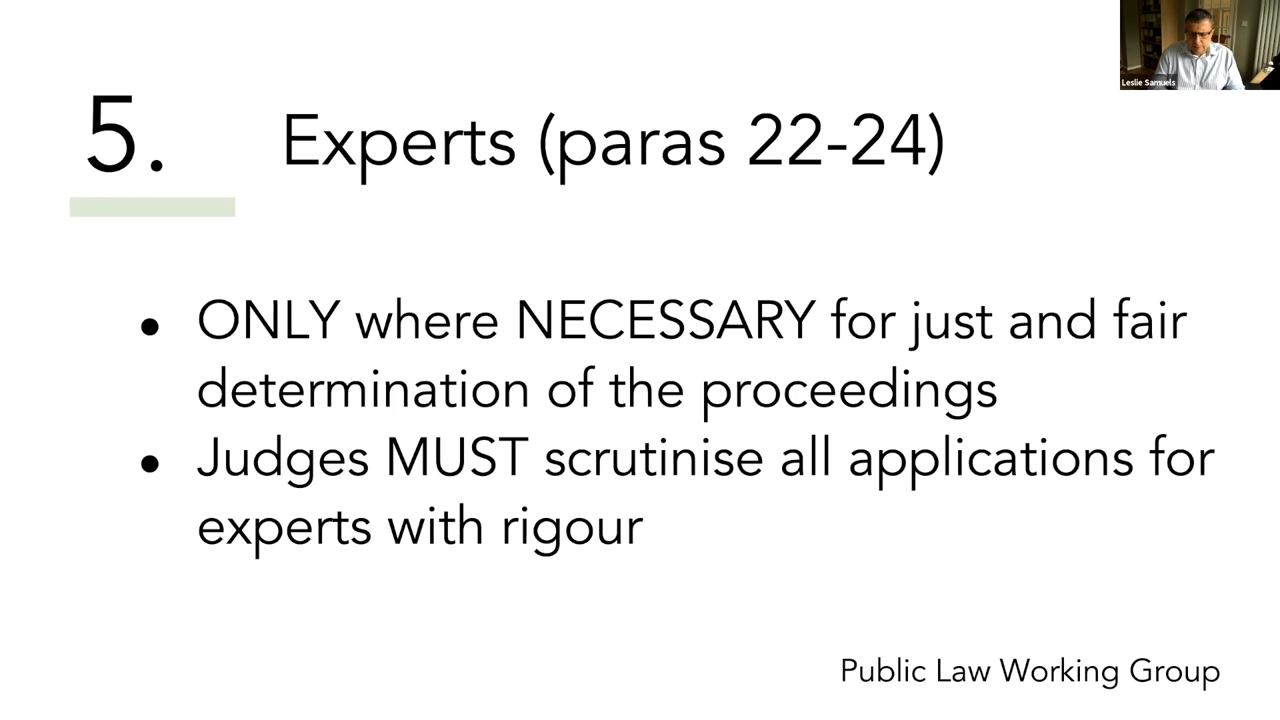 Leslie Samuels
5. Experts (paras 22-24)
● ONLY where NECESSARY for just and fair
determination of the proceedings
● Judges MUST scrutinise all applications for
experts with rigour
Public Law Working Group